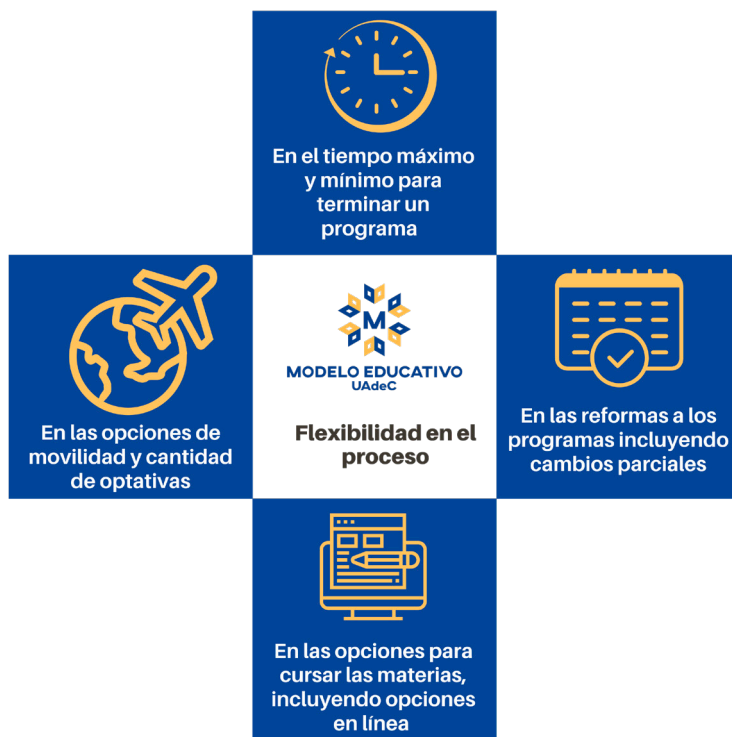 En el tiempo máximo
y mínimo para
terminar un
programa
En las opciones de
movilidad y cantidad
de optativas
M
MODELO EDUCATIVO
UAdeC
Flexibilidad en el
proceso
En las reformas a los
programas incluyendo
cambios parciales
En las opciones para
cursar las materias,
incluyendo opciones
en línea